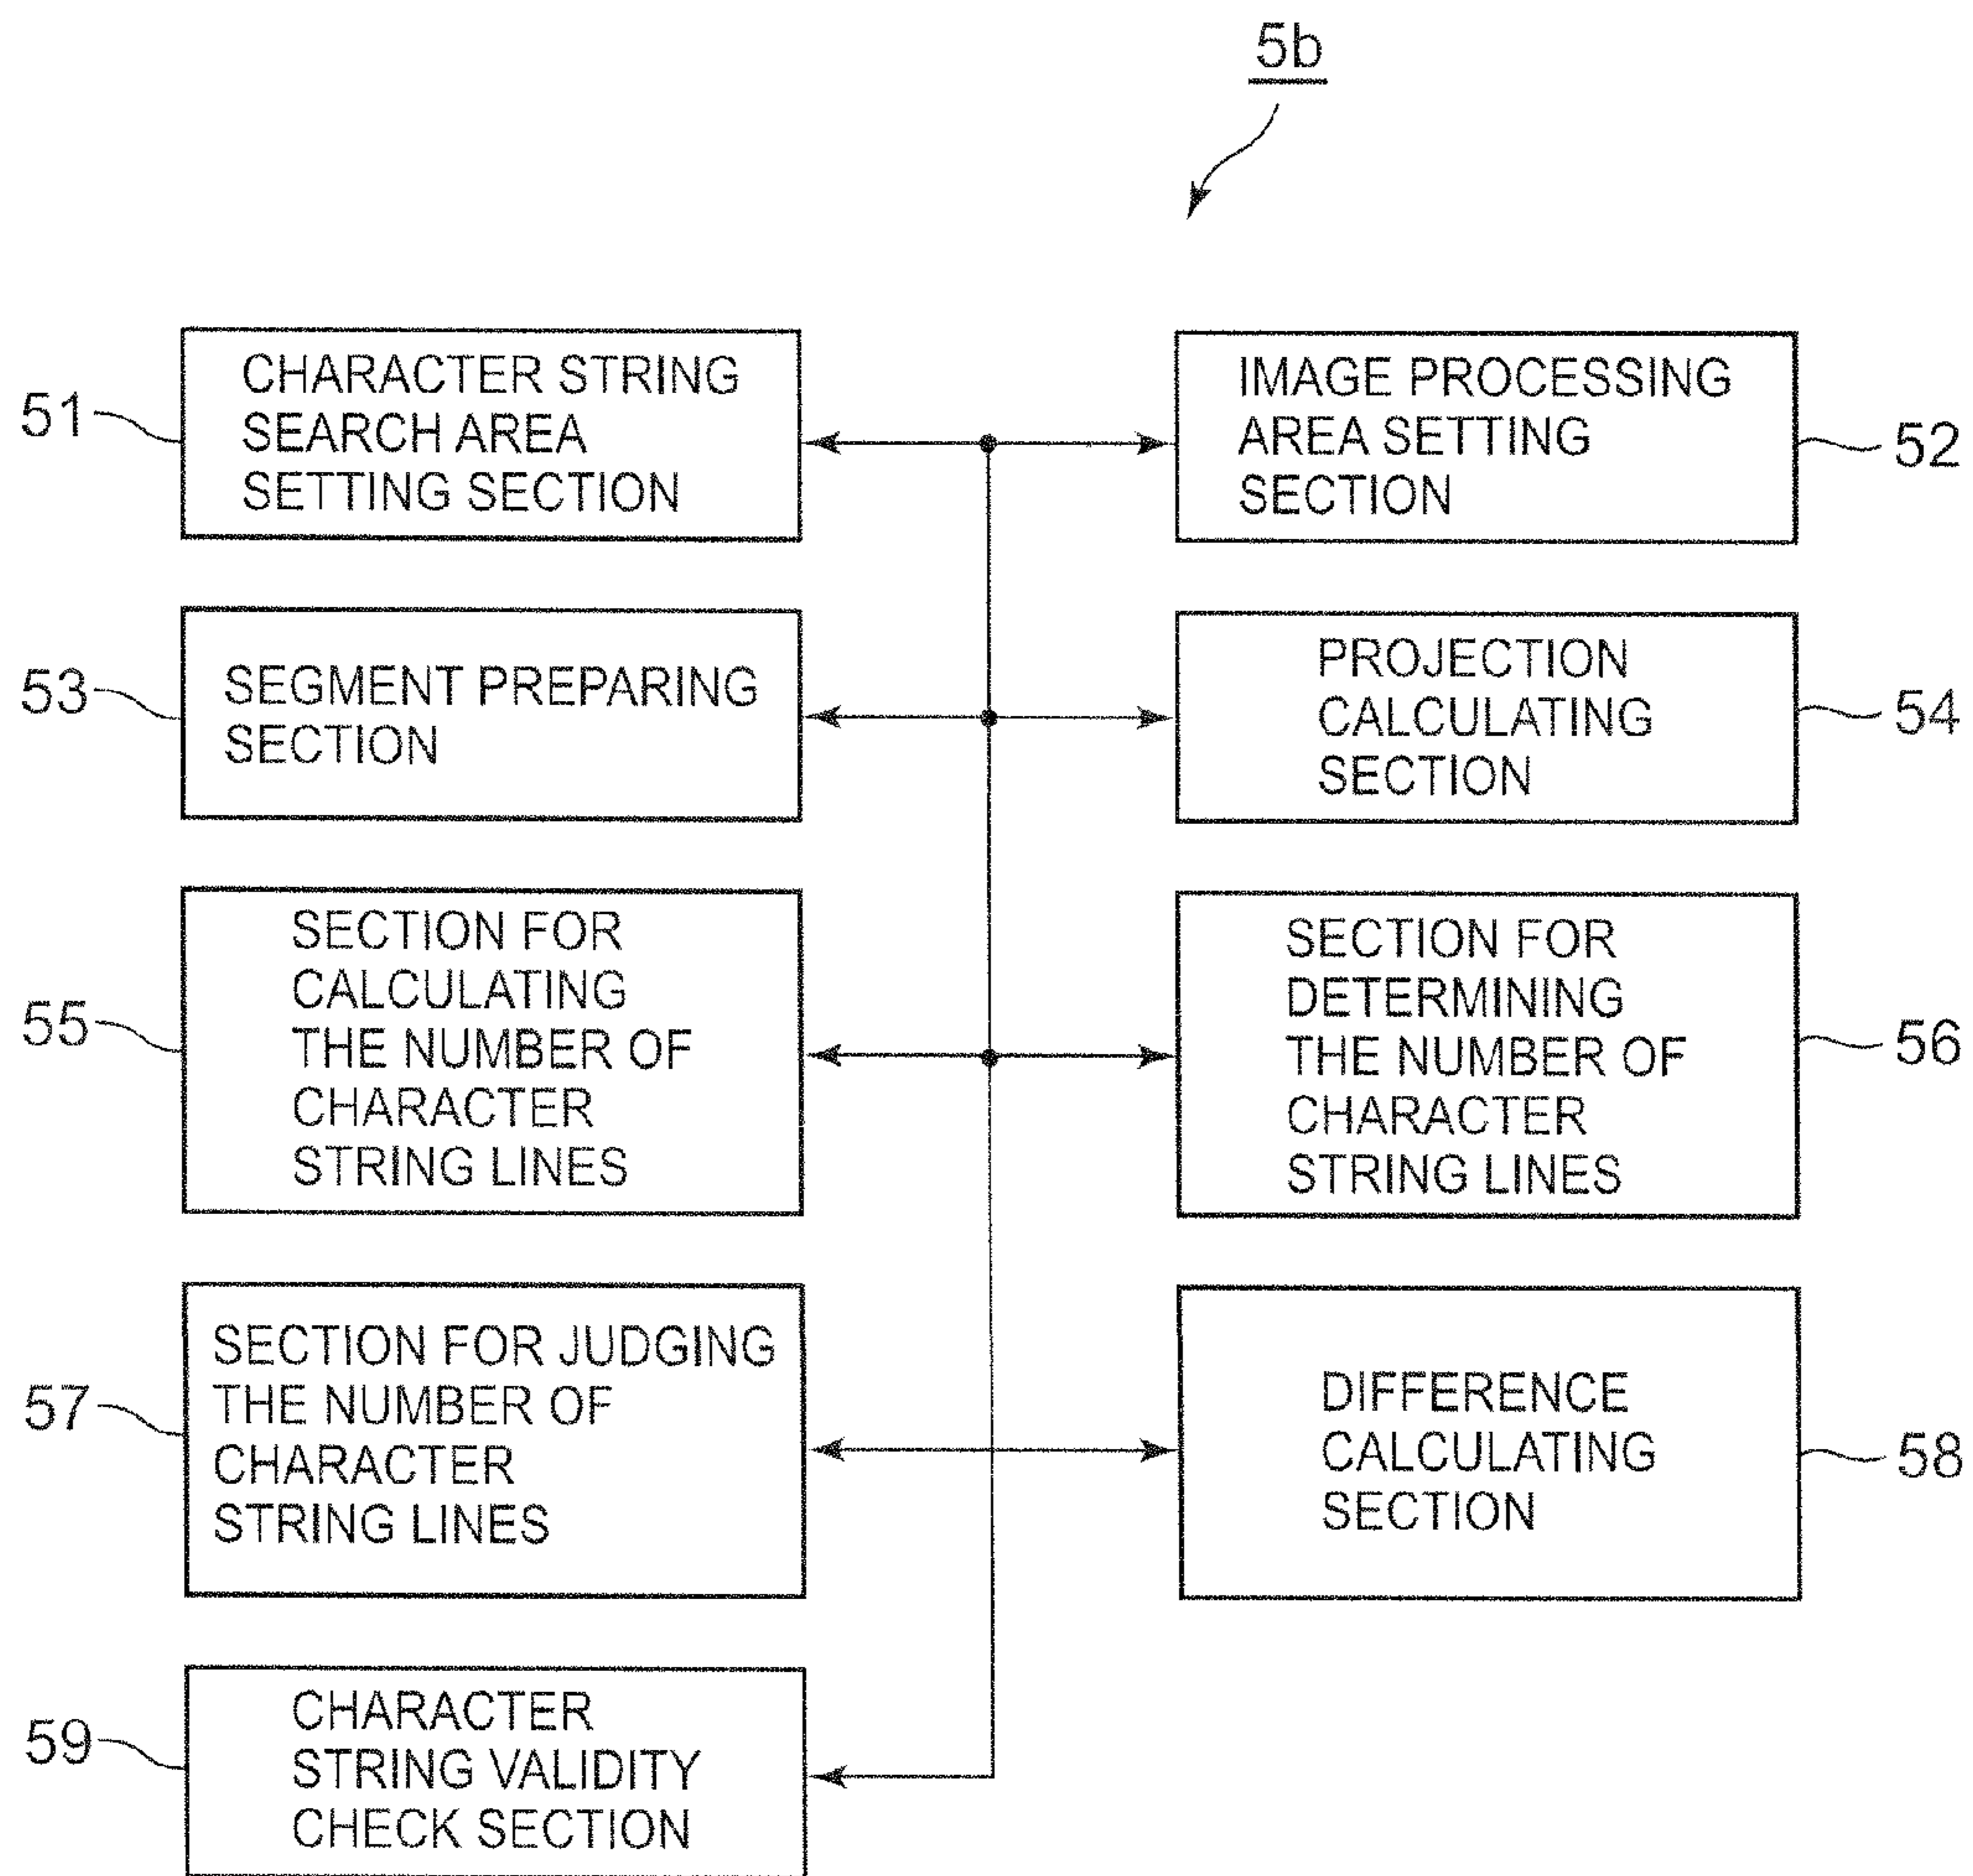 5b
51
CHARACTER STRING
SEARCH AREA
SETTING SECTION
IMAGE PROCESSING
AREA SETTING
SECTION
52
53
SEGMENT PREPARING
SECTION
PROJECTION
CALCULATING
SECTION
54
55
SECTION FOR
CALCULATING
THE NUMBER OF
CHARACTER
STRING LINES
SECTION FOR
DETERMINING
THE NUMBER OF
CHARACTER
STRING LINES
56
57
SECTION FOR JUDGING
THE NUMBER OF
CHARACTER
STRING LINES
DIFFERENCE
CALCULATING
SECTION
58
59
CHARACTER
STRING VALIDITY
CHECK SECTION